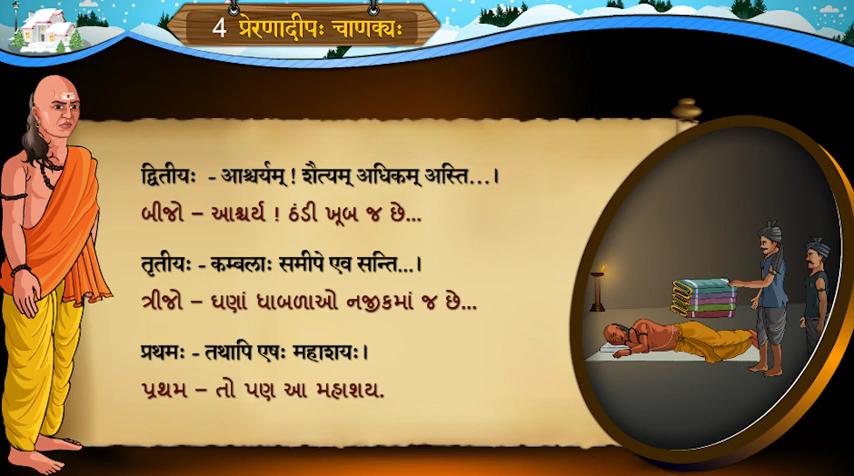 4 प्रेरणादीपः चाणक्यः
द्वितीयः - आश्चर्यम् ! शैत्यम् अधिकम् अस्ति...।
બીજો – આશ્ચર્ય ! ઠંડી ખૂબ જ છે...
तृतीयः - कम्बलाः समीपे एव सन्ति...।
ત્રીજો – ઘણાં ધાબળાઓ નજીકમાં જ છે...
प्रथमः - तथापि एषः महाशयः।
પ્રથમ – તો પણ આ મહાશય.